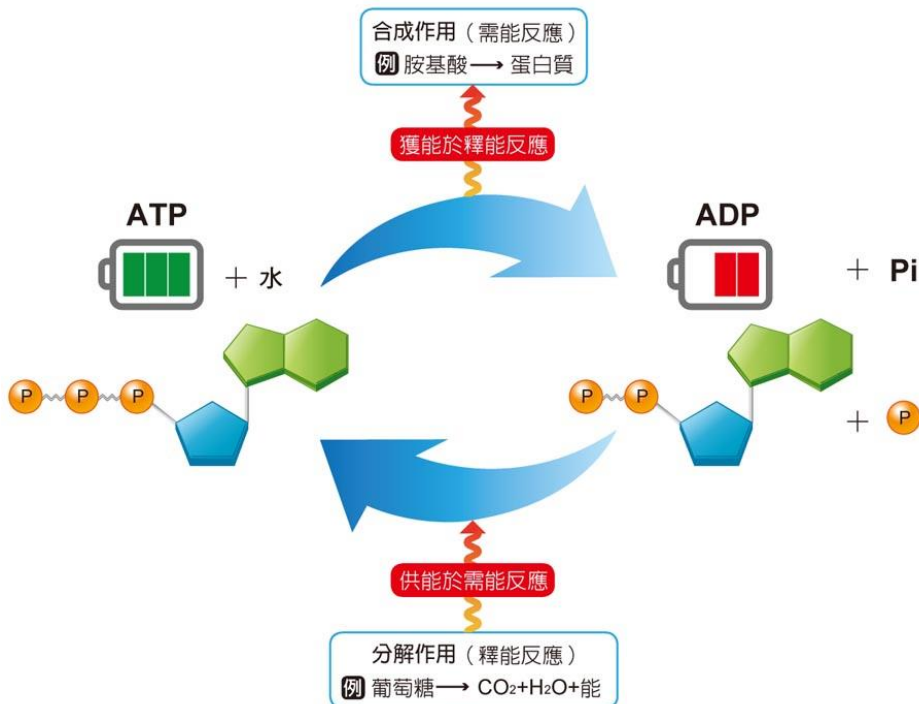 合成作用（需能反應）
例 胺基酸→蛋白質
獲能於釋能反應
ATP
ADP
+ 水
+ Pi
P P P
P P
+ P
供能於需能反應
分解作用（釋能反應）
例 葡萄糖→CO₂+H₂O+能